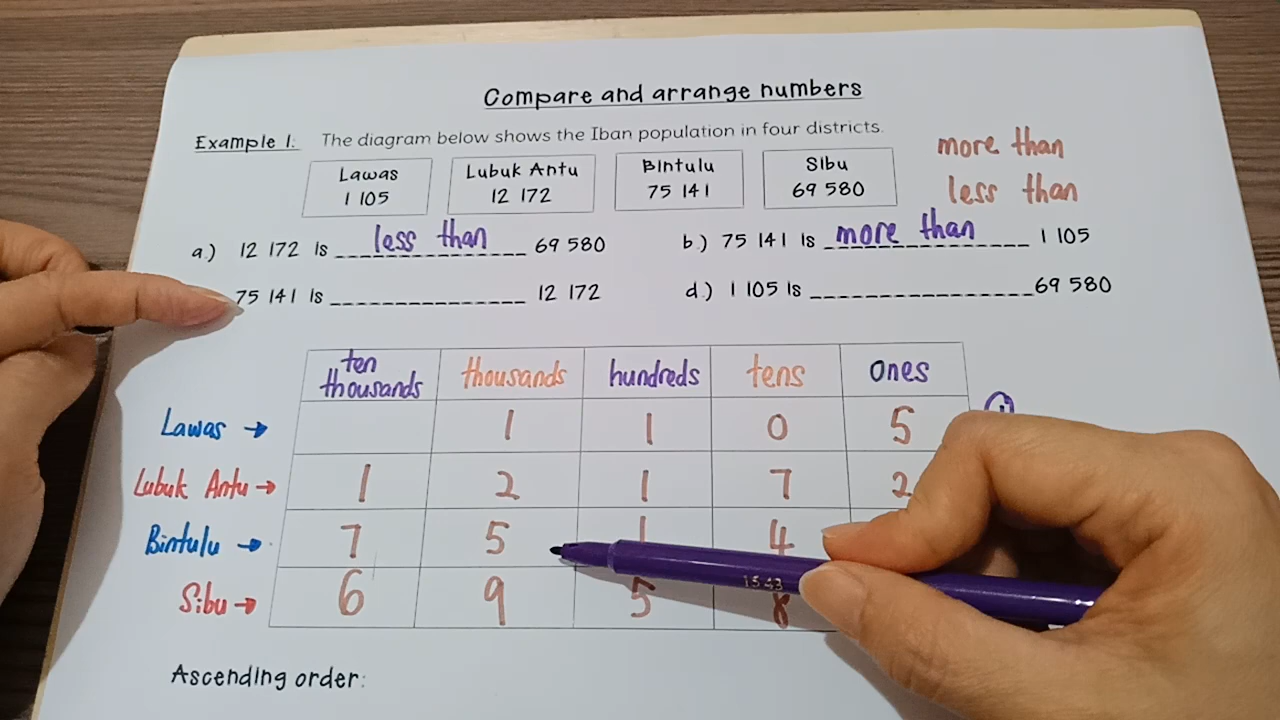 Compare and arrange numbers
Example 1: The diagram below shows the Iban population in four districts.
more than
less than
Lawas
1 105
Lubuk Antu
12 172
Bintulu
75 141
Sibu
69 580
a.) 12 172 is less than 69 580
b.) 75 141 is more than 1 105
75 141 is ______________ 12 172
d.) 1 105 is ________________ 69 580
ten thousands thousands hundreds tens ones
Lawas → 1 1 0 5
Lubuk Antu → 1 2 1 7 2
Bintulu → 7 5 1 4
Sibu → 6 9 5 8
1543
Ascending order: